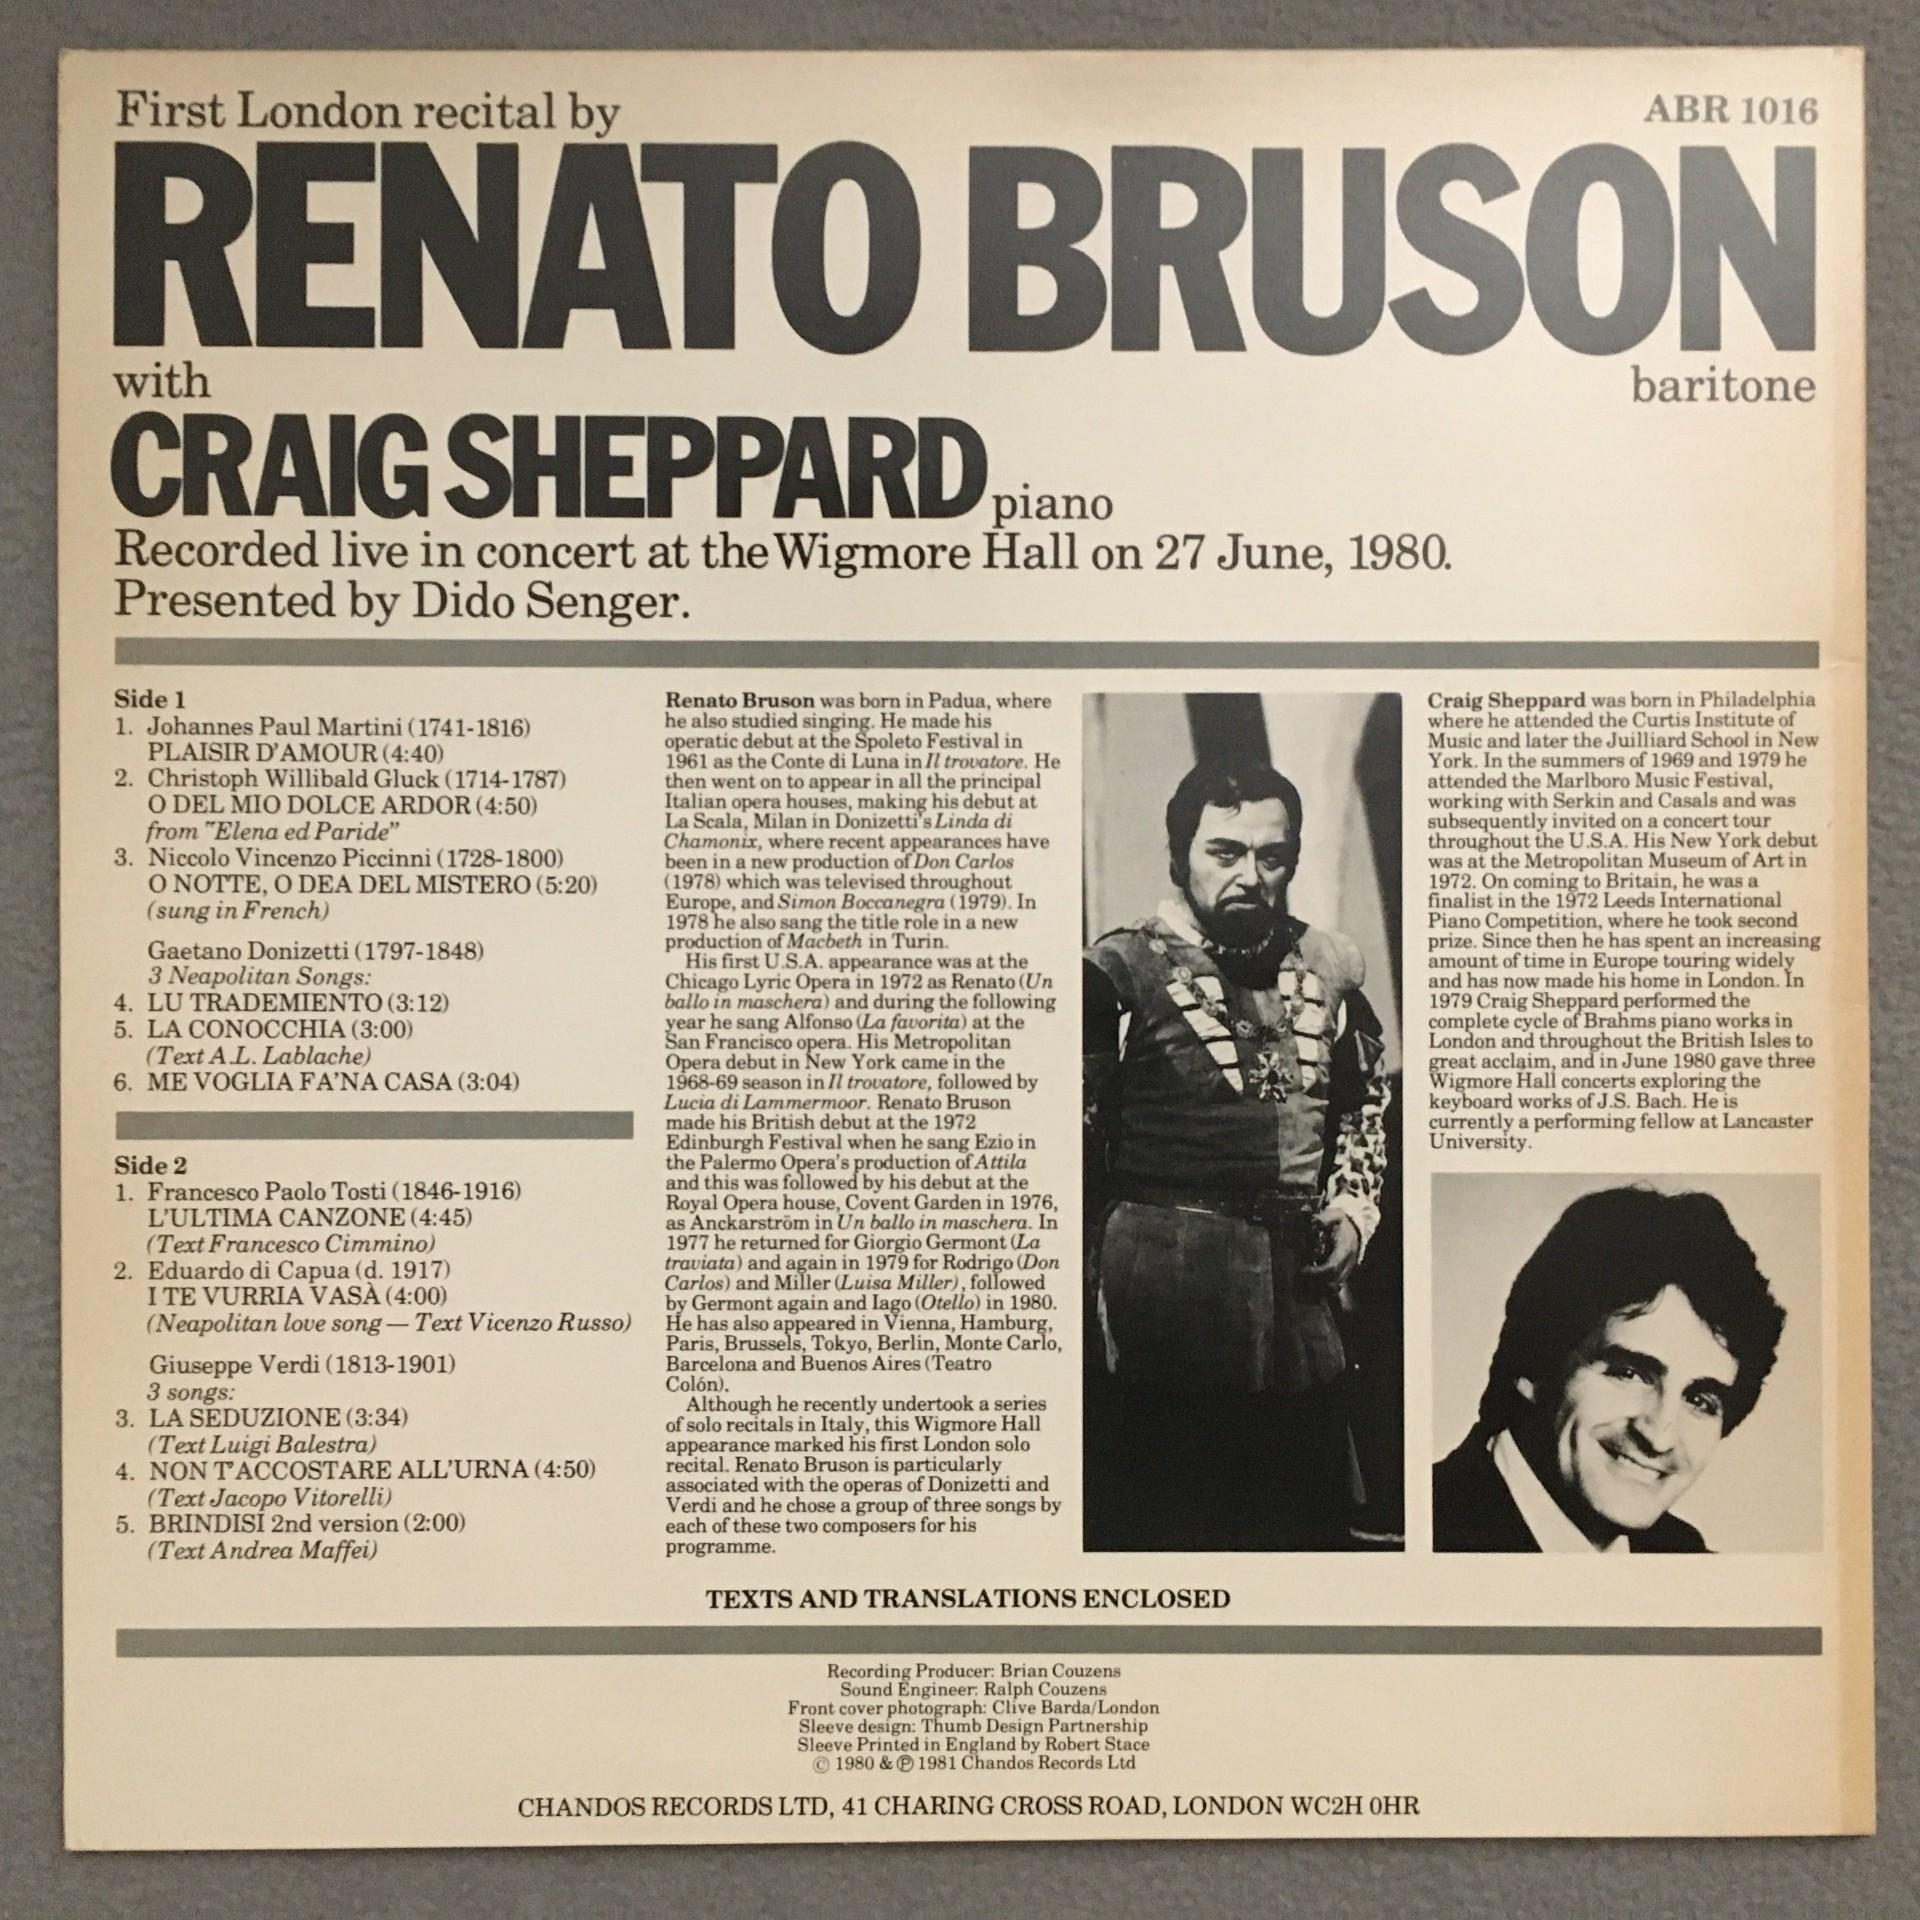 First London recital by
ABR 1016
RENATO BRUSON
with
baritone
CRAIG SHEPPARD piano
Recorded live in concert at the Wigmore Hall on 27 June, 1980.
Presented by Dido Senger.
Side 1
1. Johannes Paul Martini (1741-1816)
PLAISIR D'AMOUR (4:40)
2. Christoph Willibald Gluck (1714-1787)
O DEL MIO DOLCE ARDOR (4:50)
from "Elena ed Paride"
3. Niccolo Vincenzo Piccinni (1728-1800)
O NOTTE, O DEA DEL MISTERO (5:20)
(sung in French)
Gaetano Donizetti (1797-1848)
3 Neapolitan Songs:
4. LU TRADEMIENTO (3:12)
5. LA CONOCCHIA (3:00)
(Text A.L. Lablache)
6. ME VOGLIA FA'NA CASA (3:04)
Side 2
1. Francesco Paolo Tosti (1846-1916)
L'ULTIMA CANZONE (4:45)
(Text Francesco Cimmino)
2. Eduardo di Capua (d. 1917)
I TE VURRIA VASÀ (4:00)
(Neapolitan love song — Text Vicenzo Russo)
Giuseppe Verdi (1813-1901)
3 songs:
3. LA SEDUZIONE (3:34)
(Text Luigi Balestra)
4. NON T'ACCOSTARE ALL'URNA (4:50)
(Text Jacopo Vitorelli)
5. BRINDISI 2nd version (2:00)
(Text Andrea Maffei)
Renato Bruson was born in Padua, where
he also studied singing. He made his
operatic debut at the Spoleto Festival in
1961 as the Conte di Luna in Il trovatore. He
then went on to appear in all the principal
Italian opera houses, making his debut at
La Scala, Milan in Donizetti's Linda di
Chamonix, where recent appearances have
been in a new production of Don Carlos
(1978) which was televised throughout
Europe, and Simon Boccanegra (1979). In
1978 he also sang the title role in a new
production of Macbeth in Turin.
His first U.S.A. appearance was at the
Chicago Lyric Opera in 1972 as Renato (Un
ballo in maschera) and during the following
year he sang Alfonso (La favorita) at the
San Francisco opera. His Metropolitan
Opera debut in New York came in the
1968-69 season in Il trovatore, followed by
Lucia di Lammermoor. Renato Bruson
made his British debut at the 1972
Edinburgh Festival when he sang Ezio in
the Palermo Opera's production of Attila
and this was followed by his debut at the
Royal Opera house, Covent Garden in 1976,
as Anckarström in Un ballo in maschera. In
1977 he returned for Giorgio Germont (La
traviata) and again in 1979 for Rodrigo (Don
Carlos) and Miller (Luisa Miller), followed
by Germont again and Iago (Otello) in 1980.
He has also appeared in Vienna, Hamburg,
Paris, Brussels, Tokyo, Berlin, Monte Carlo,
Barcelona and Buenos Aires (Teatro
Colón).
Although he recently undertook a series
of solo recitals in Italy, this Wigmore Hall
appearance marked his first London solo
recital. Renato Bruson is particularly
associated with the operas of Donizetti and
Verdi and he chose a group of three songs by
each of these two composers for his
programme.
Craig Sheppard was born in Philadelphia
where he attended the Curtis Institute of
Music and later the Juilliard School in New
York. In the summers of 1969 and 1979 he
attended the Marlboro Music Festival,
working with Serkin and Casals and was
subsequently invited on a concert tour
throughout the U.S.A. His New York debut
was at the Metropolitan Museum of Art in
1972. On coming to Britain, he was a
finalist in the 1972 Leeds International
Piano Competition, where he took second
prize. Since then he has spent an increasing
amount of time in Europe touring widely
and has now made his home in London. In
1979 Craig Sheppard performed the
complete cycle of Brahms piano works in
London and throughout the British Isles to
great acclaim, and in June 1980 gave three
Wigmore Hall concerts exploring the
keyboard works of J.S. Bach. He is
currently a performing fellow at Lancaster
University.
TEXTS AND TRANSLATIONS ENCLOSED
Recording Producer: Brian Couzens
Sound Engineer: Ralph Couzens
Front cover photograph: Clive Barda/London
Sleeve design: Thumb Design Partnership
Sleeve Printed in England by Robert Stace
© 1980 & ℗ 1981 Chandos Records Ltd
CHANDOS RECORDS LTD, 41 CHARING CROSS ROAD, LONDON WC2H 0HR